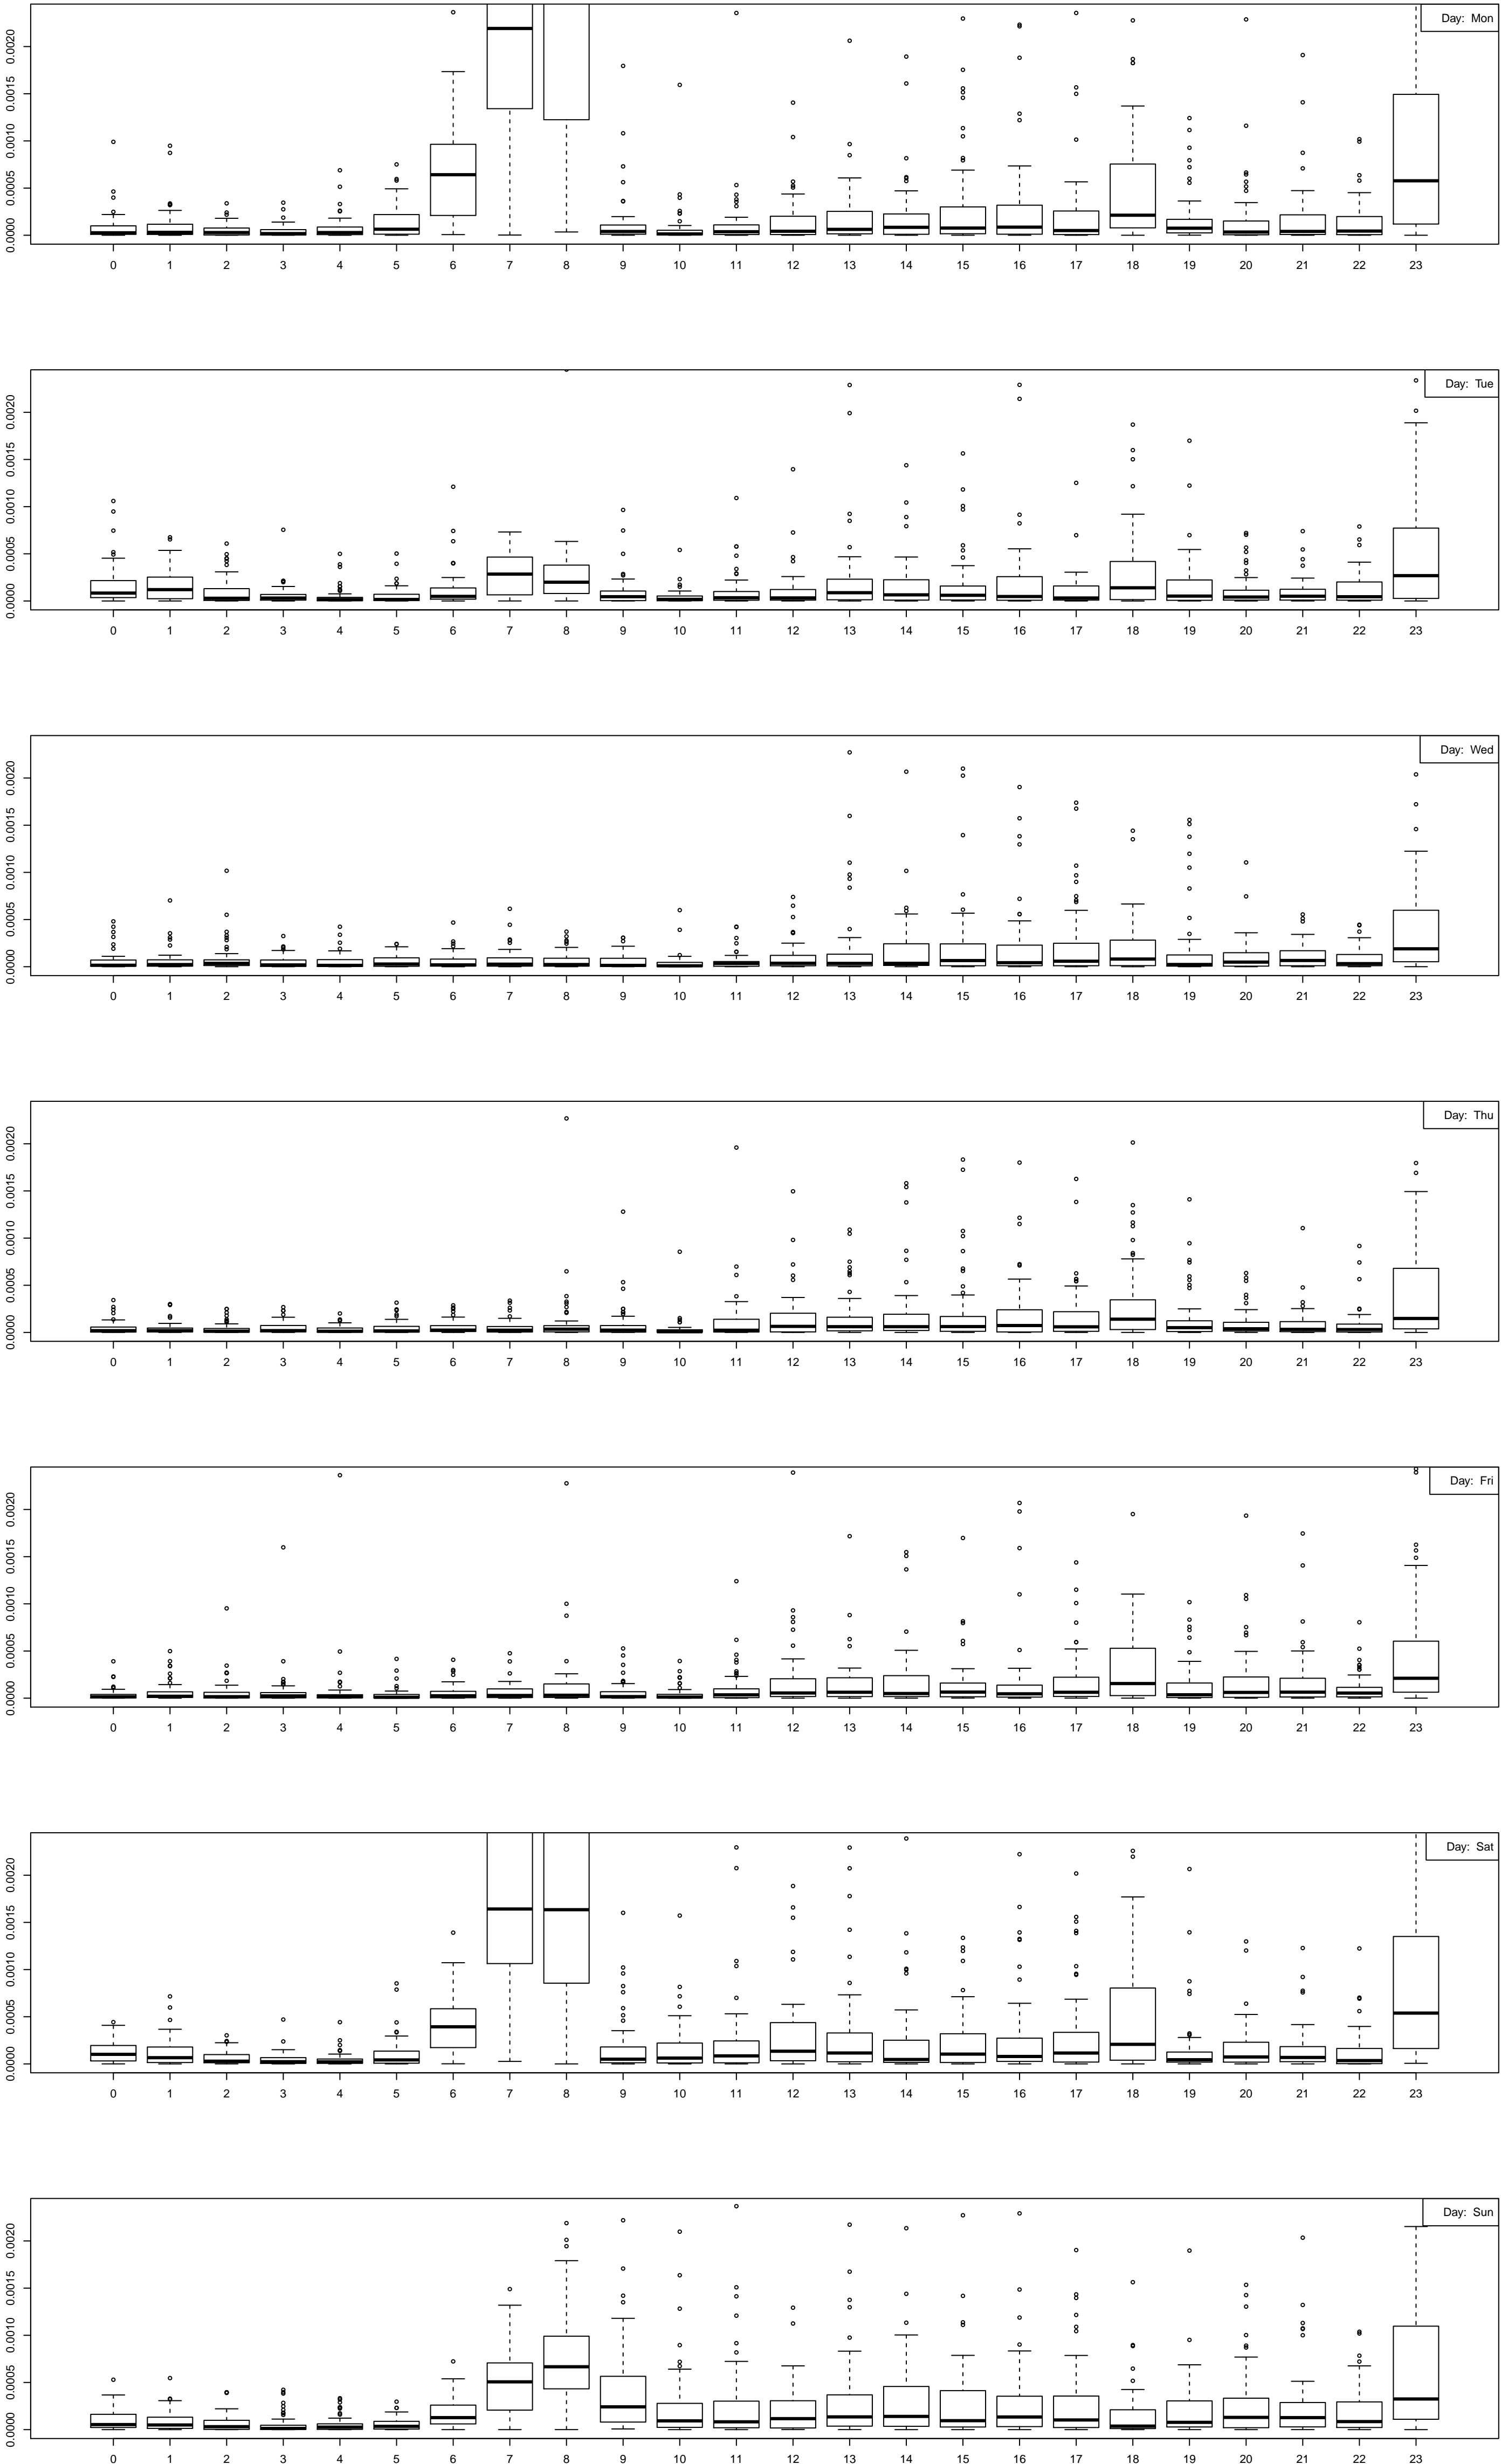 Day: Mon
0.0000 0.0005 0.0010 0.0015 0.0020
0 1 2 3 4 5 6 7 8 9 10 11 12 13 14 15 16 17 18 19 20 21 22 23
Day: Tue
0.0000 0.0005 0.0010 0.0015 0.0020
0 1 2 3 4 5 6 7 8 9 10 11 12 13 14 15 16 17 18 19 20 21 22 23
Day: Wed
0.0000 0.0005 0.0010 0.0015 0.0020
0 1 2 3 4 5 6 7 8 9 10 11 12 13 14 15 16 17 18 19 20 21 22 23
Day: Thu
0.0000 0.0005 0.0010 0.0015 0.0020
0 1 2 3 4 5 6 7 8 9 10 11 12 13 14 15 16 17 18 19 20 21 22 23
Day: Fri
0.0000 0.0005 0.0010 0.0015 0.0020
0 1 2 3 4 5 6 7 8 9 10 11 12 13 14 15 16 17 18 19 20 21 22 23
Day: Sat
0.0000 0.0005 0.0010 0.0015 0.0020
0 1 2 3 4 5 6 7 8 9 10 11 12 13 14 15 16 17 18 19 20 21 22 23
Day: Sun
0.0000 0.0005 0.0010 0.0015 0.0020
0 1 2 3 4 5 6 7 8 9 10 11 12 13 14 15 16 17 18 19 20 21 22 23